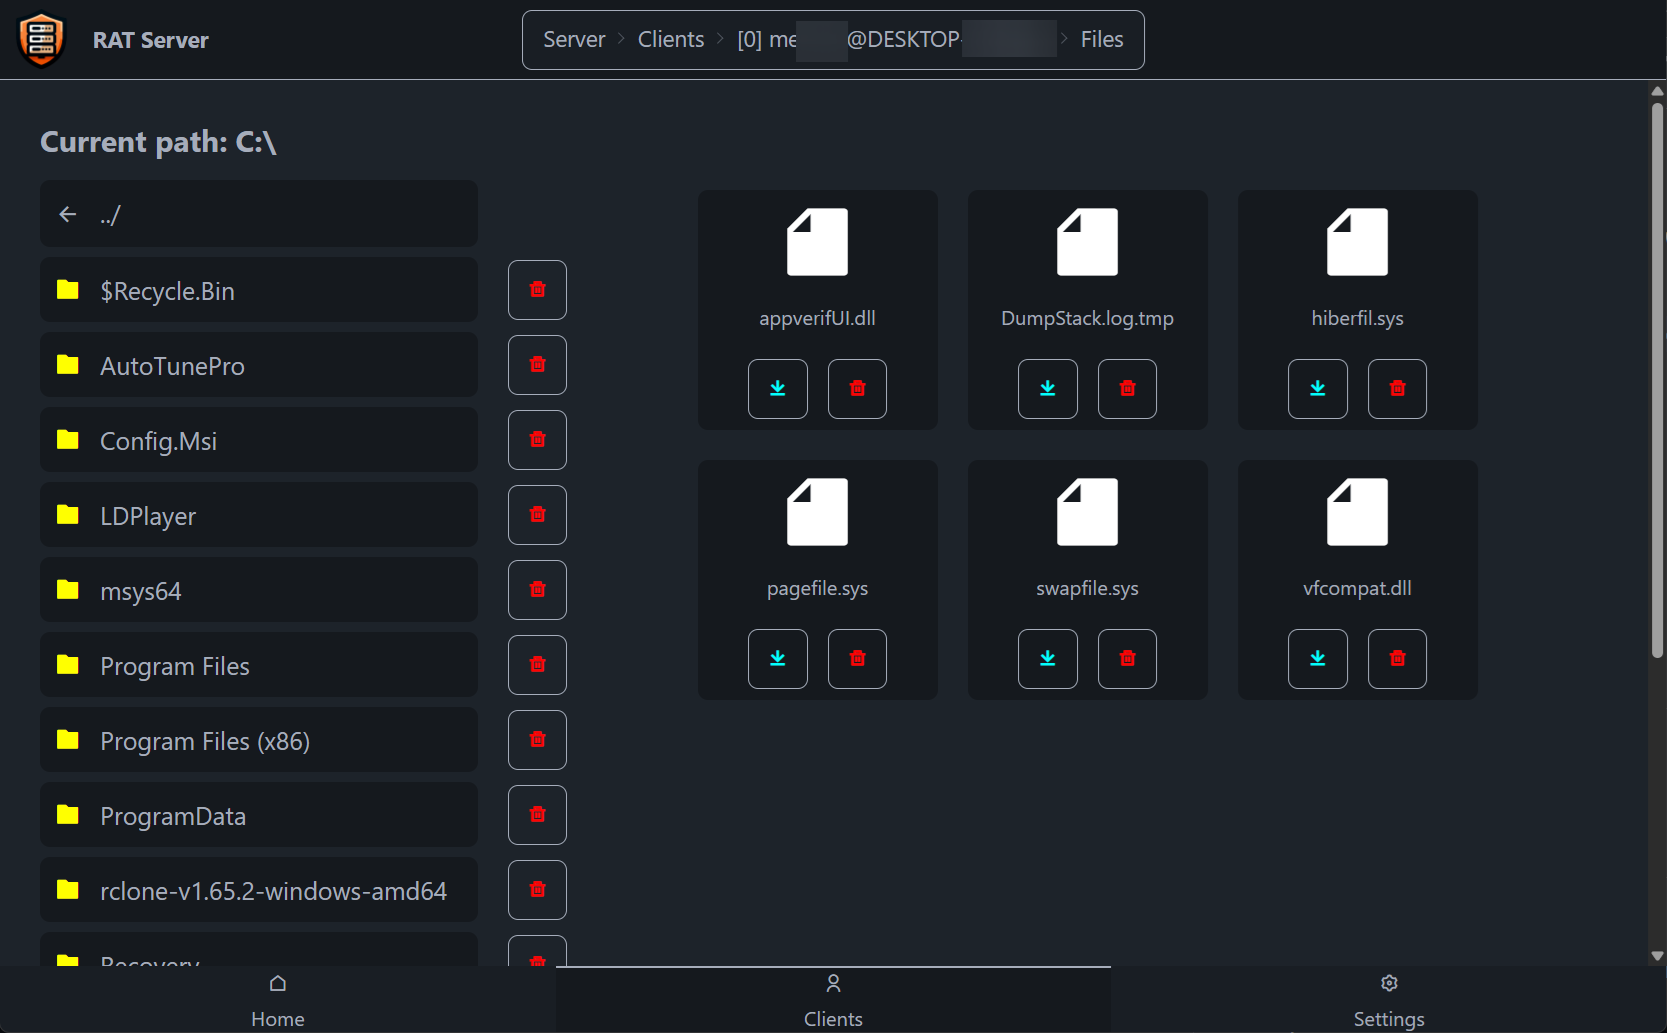 RAT Server
Server > Clients > [0] me @DESKTOP- > Files
Current path: C:\
../
$Recycle.Bin
AutoTunePro
Config.Msi
LDPlayer
msys64
Program Files
Program Files (x86)
ProgramData
rclone-v1.65.2-windows-amd64
Recovery
appverifUI.dll
DumpStack.log.tmp
hiberfil.sys
pagefile.sys
swapfile.sys
vfcompat.dll
Home
Clients
Settings